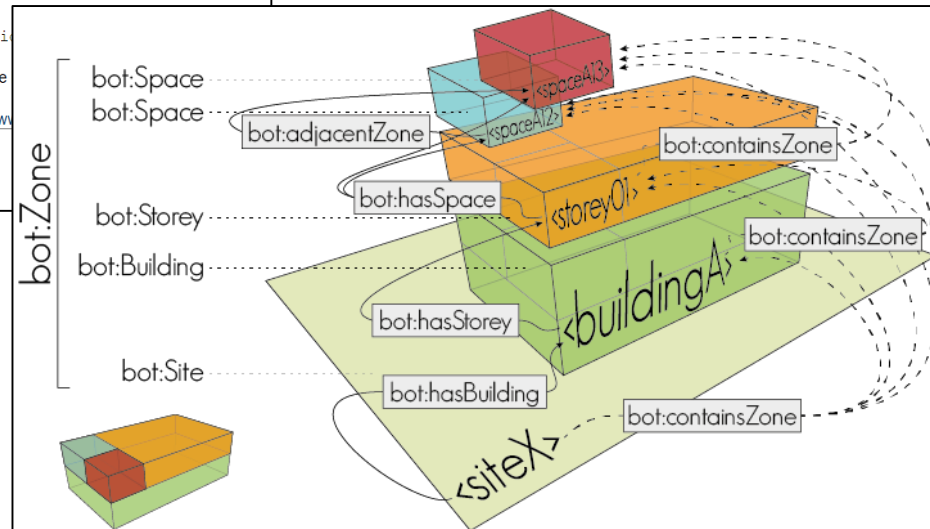 bot:Zone
bot:Space
bot:Space
bot:Storey
bot:Building
bot:Site
<spaceA13>
<spaceA12>
bot:adjacentZone
bot:containsZone
bot:hasSpace
<storey01>
bot:containsZone
<buildingA>
bot:hasStorey
bot:hasBuilding
bot:containsZone
<siteX>